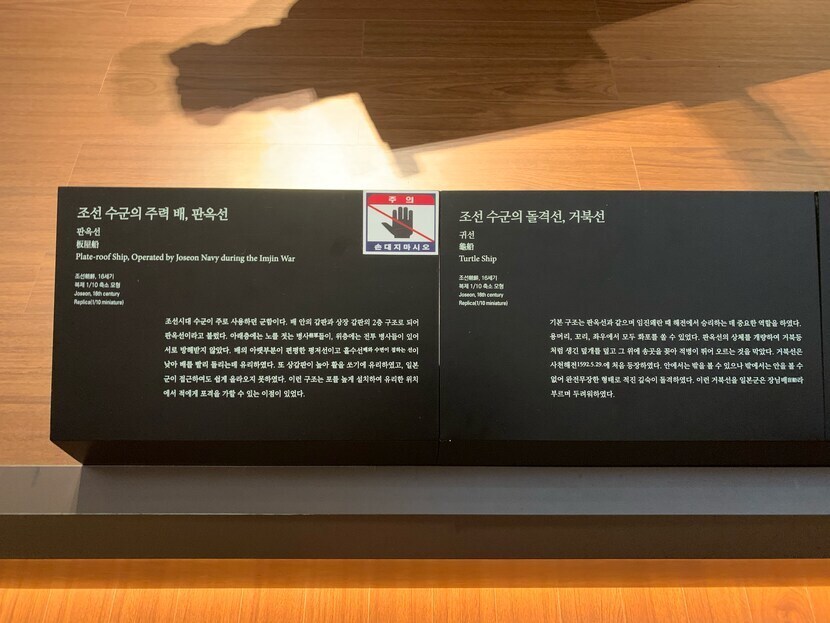 조선 수군의 주력 배, 판옥선
판옥선
板屋船
Plate-roof Ship, Operated by Joseon Navy during the Imjin War
조선朝鮮, 16세기
복제 1/10 축소 모형
Joseon, 16th century
Replica(1/10 miniature)
조선시대 수군이 주로 사용하던 군함이다. 배 안의 갑판과 상장 갑판의 2층 구조로 되어
판옥선이라고 불렸다. 아래층에는 노를 젓는 병사들이, 위층에는 전투 병사들이 있어
서로 방해받지 않았다. 배의 아랫부분이 편평한 평저선이고 흘수선배와 수면이 접하는 선이
낮아 배를 빨리 돌리는데 유리하였다. 또 상갑판이 높아 활을 쏘기에 유리하였고, 일본
군이 접근하여도 쉽게 올라오지 못하였다. 이런 구조는 포를 높게 설치하여 유리한 위치
에서 적에게 포격을 가할 수 있는 이점이 있었다.
주 의
손대지마시오
조선 수군의 돌격선, 거북선
귀선
龜船
Turtle Ship
조선朝鮮, 16세기
복제 1/10 축소 모형
Joseon, 16th century
Replica(1/10 miniature)
기본 구조는 판옥선과 같으며 임진왜란 때 해전에서 승리하는 데 중요한 역할을 하였다.
용머리, 꼬리, 좌우에서 모두 화포를 쏠 수 있었다. 판옥선의 상체를 개량하여 거북등
처럼 생긴 덮개를 덮고 그 위에 송곳을 꽂아 적병이 뛰어 오르는 것을 막았다. 거북선은
사천해전1592.5.29.에 처음 등장하였다. 안에서는 밖을 볼 수 있으나 밖에서는 안을 볼 수
없어 완전무장한 형태로 적진 깊숙이 돌격하였다. 이런 거북선을 일본군은 장님배라
부르며 두려워하였다.